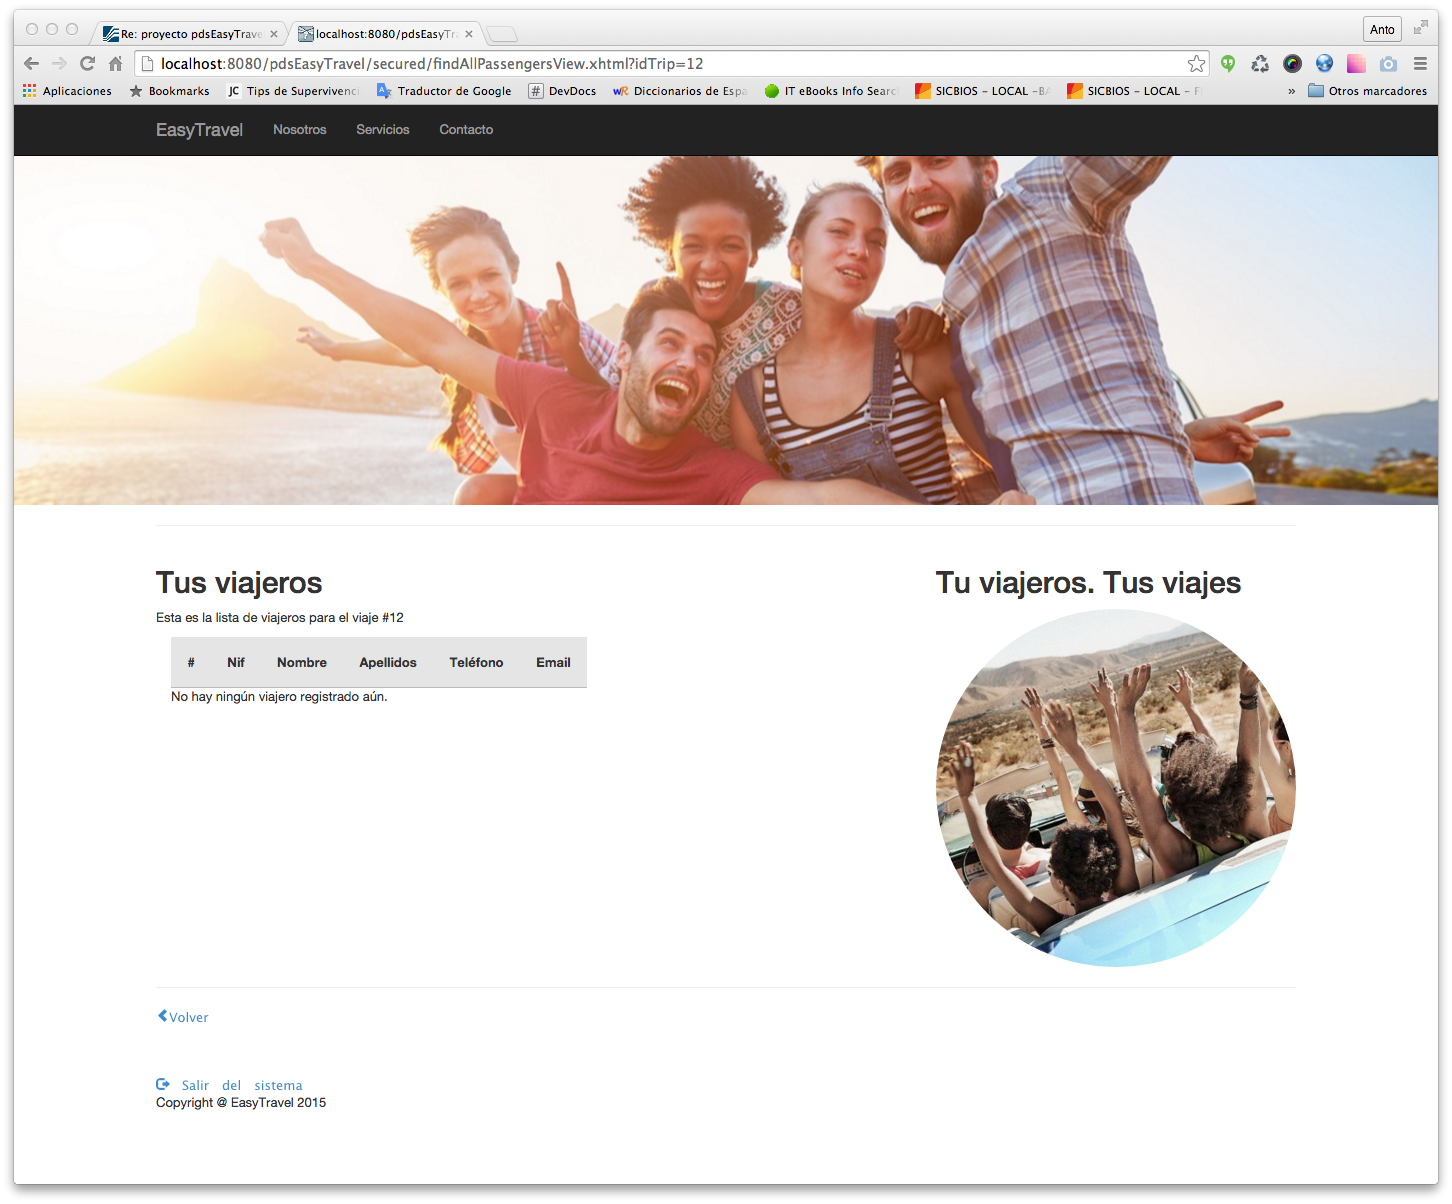 Re: proyecto pdsEasyTrave
localhost:8080/pdsEasyTr
Anto
localhost:8080/pdsEasyTravel/secured/findAllPassengersView.xhtml?idTrip=12
Aplicaciones Bookmarks JC Tips de Supervivenci Traductor de Google # DevDocs wR Diccionarios de Espa IT eBooks Info Searc SICBIOS - LOCAL -BA SICBIOS - LOCAL - F » Otros marcadores
EasyTravel Nosotros Servicios Contacto
Tus viajeros
Esta es la lista de viajeros para el viaje #12
# Nif Nombre Apellidos Teléfono Email
No hay ningún viajero registrado aún.
Tu viajeros. Tus viajes
Volver
Salir del sistema
Copyright @ EasyTravel 2015